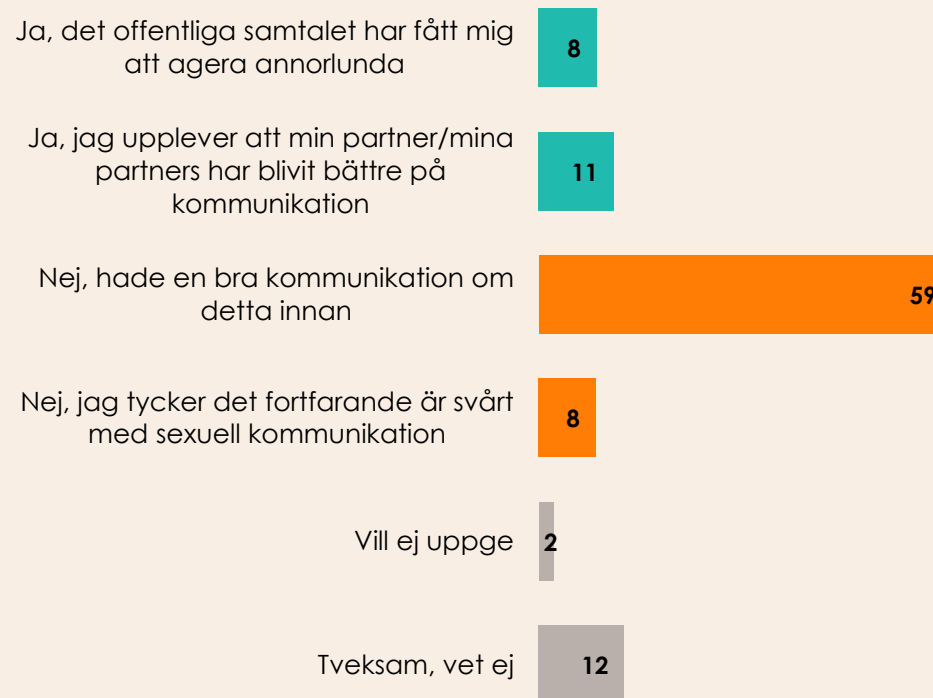 Ja, det offentliga samtalet har fått mig
att agera annorlunda
8
Ja, jag upplever att min partner/mina
partners har blivit bättre på
kommunikation
11
Nej, hade en bra kommunikation om
detta innan
59
Nej, jag tycker det fortfarande är svårt
med sexuell kommunikation
8
Vill ej uppge
2
Tveksam, vet ej
12